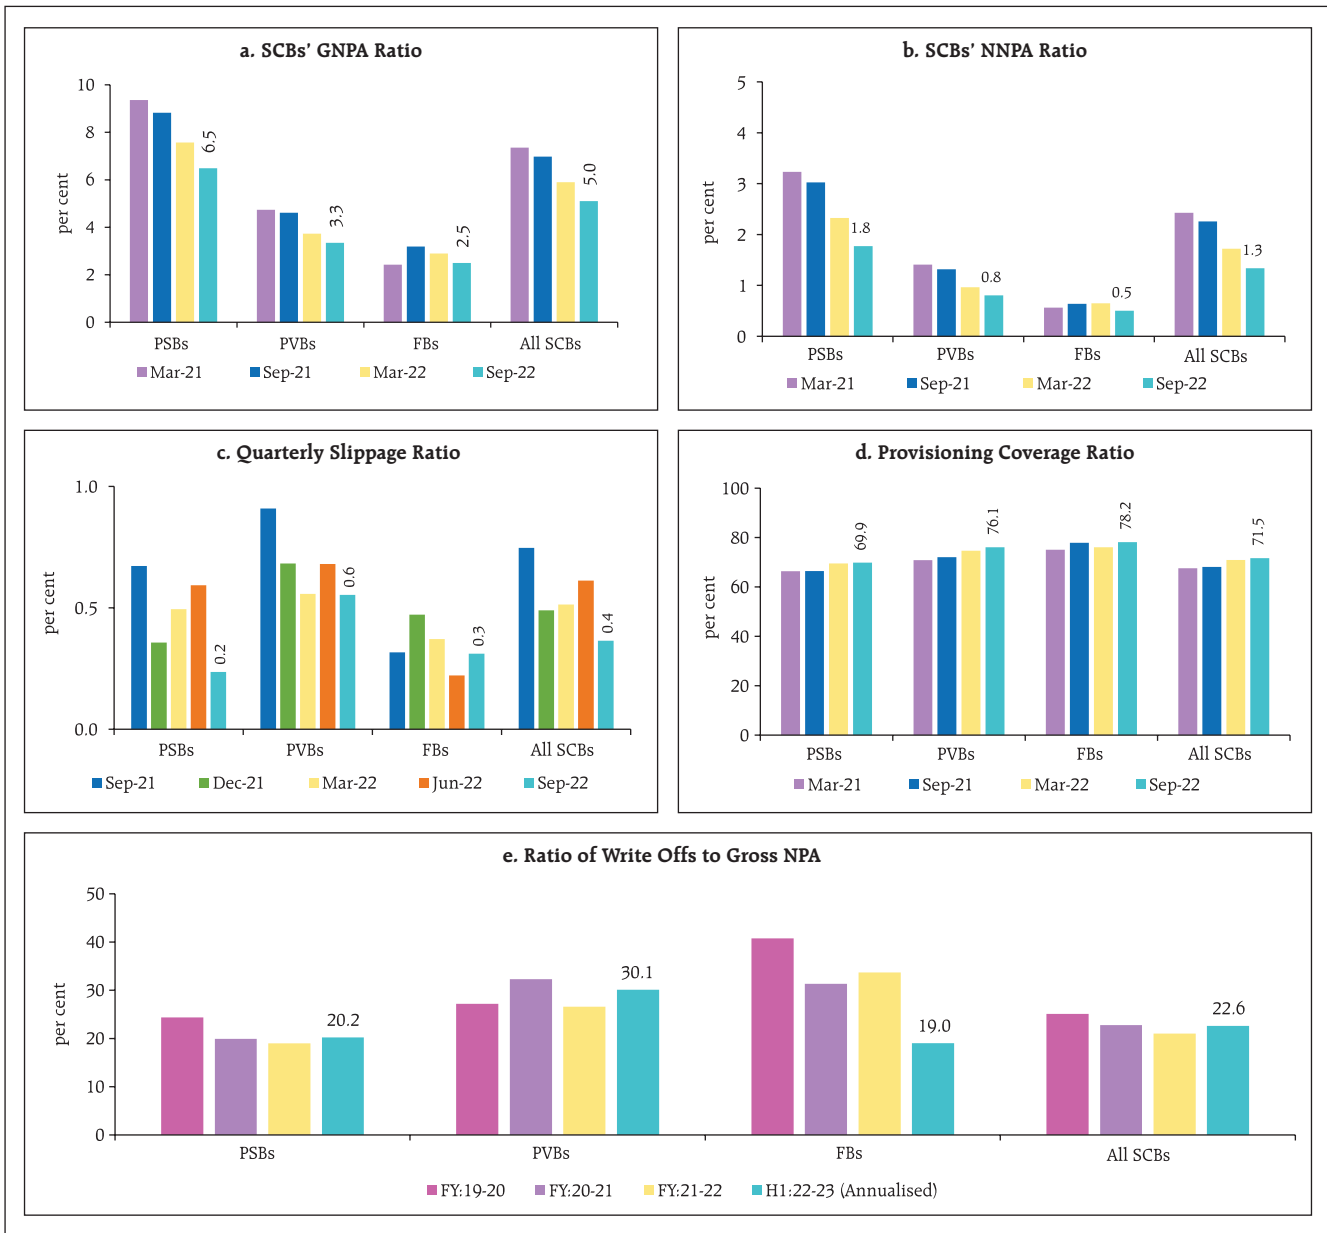 a. SCBs' GNPA Ratio
per cent
10
8
6
4
2
0
6.5
3.3
2.5
5.0
PSBs PVBs FBs All SCBs
Mar-21 Sep-21 Mar-22 Sep-22
b. SCBs' NNPA Ratio
per cent
5
4
3
2
1
0
1.8
0.8
0.5
1.3
PSBs PVBs FBs All SCBs
Mar-21 Sep-21 Mar-22 Sep-22
c. Quarterly Slippage Ratio
per cent
1.0
0.5
0.0
0.2
0.6
0.3
0.4
PSBs PVBs FBs All SCBs
Sep-21 Dec-21 Mar-22 Jun-22 Sep-22
d. Provisioning Coverage Ratio
per cent
100
80
60
40
20
0
69.9
76.1
78.2
71.5
PSBs PVBs FBs All SCBs
Mar-21 Sep-21 Mar-22 Sep-22
e. Ratio of Write Offs to Gross NPA
per cent
50
40
30
20
10
0
20.2
30.1
19.0
22.6
PSBs PVBs FBs All SCBs
FY:19-20 FY:20-21 FY:21-22 H1:22-23 (Annualised)